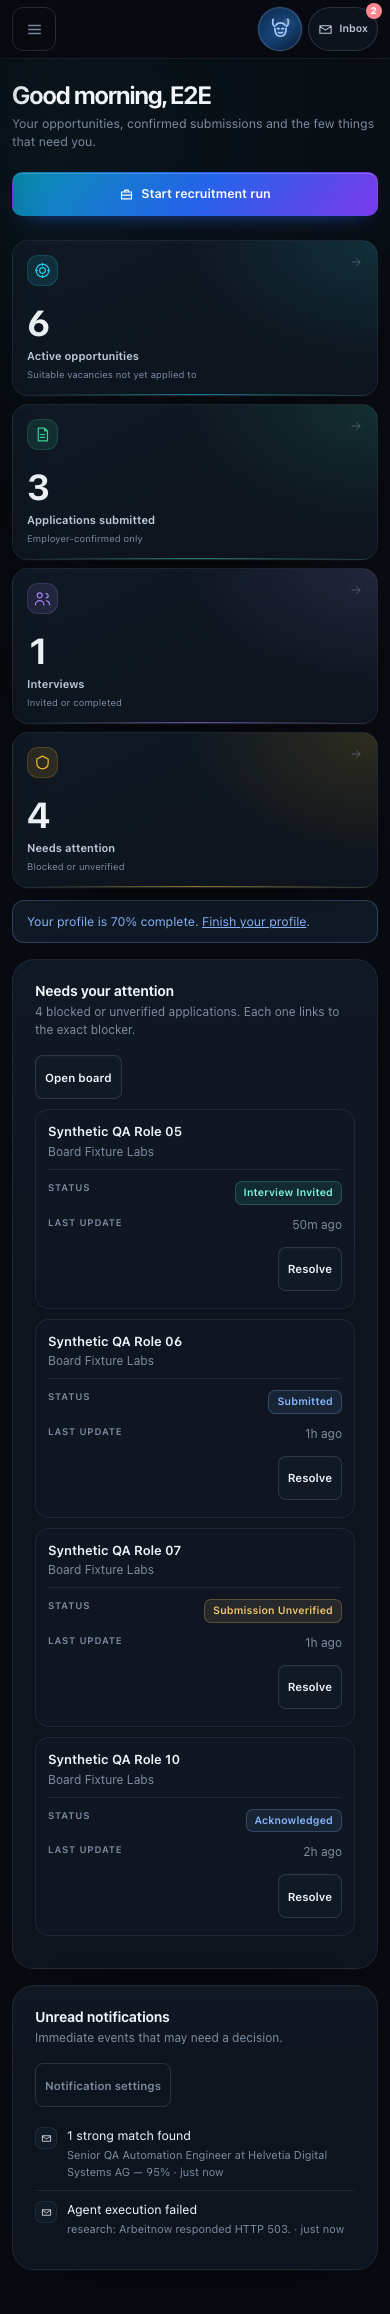 2
Inbox
Good morning, E2E
Your opportunities, confirmed submissions and the few things
that need you.
Start recruitment run
6
Active opportunities
Suitable vacancies not yet applied to
3
Applications submitted
Employer-confirmed only
1
Interviews
Invited or completed
4
Needs attention
Blocked or unverified
Your profile is 70% complete. Finish your profile.
Needs your attention
4 blocked or unverified applications. Each one links to
the exact blocker.
Open board
Synthetic QA Role 05
Board Fixture Labs
STATUS Interview Invited
LAST UPDATE 50m ago
Resolve
Synthetic QA Role 06
Board Fixture Labs
STATUS Submitted
LAST UPDATE 1h ago
Resolve
Synthetic QA Role 07
Board Fixture Labs
STATUS Submission Unverified
LAST UPDATE 1h ago
Resolve
Synthetic QA Role 10
Board Fixture Labs
STATUS Acknowledged
LAST UPDATE 2h ago
Resolve
Unread notifications
Immediate events that may need a decision.
Notification settings
1 strong match found
Senior QA Automation Engineer at Helvetia Digital
Systems AG — 95% · just now
Agent execution failed
research: Arbeitnow responded HTTP 503. · just now